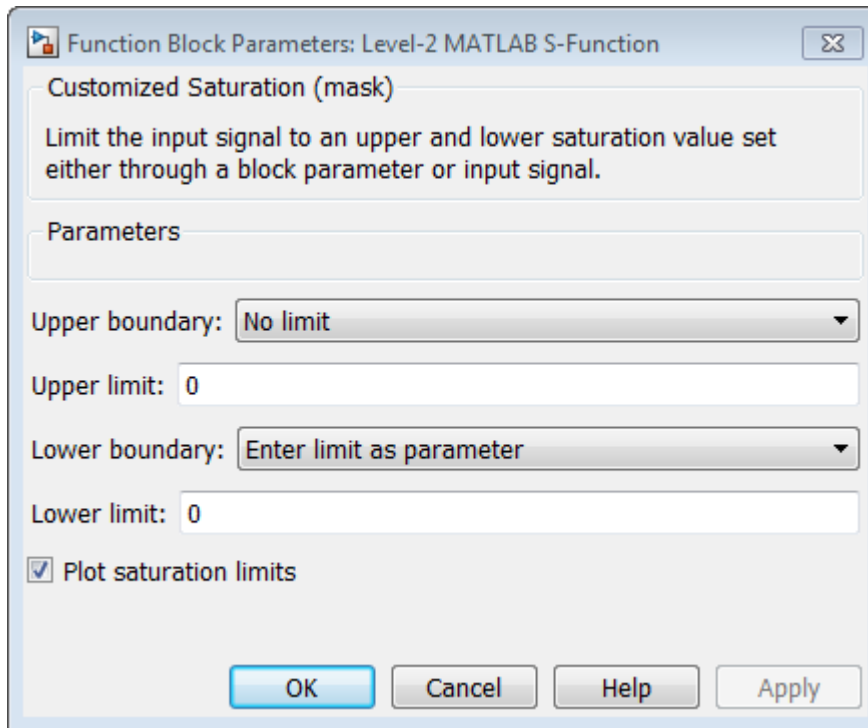 Function Block Parameters: Level-2 MATLAB S-Function
Customized Saturation (mask)
Limit the input signal to an upper and lower saturation value set
either through a block parameter or input signal.
Parameters
Upper boundary: No limit
Upper limit: 0
Lower boundary: Enter limit as parameter
Lower limit: 0
Plot saturation limits
OK Cancel Help Apply